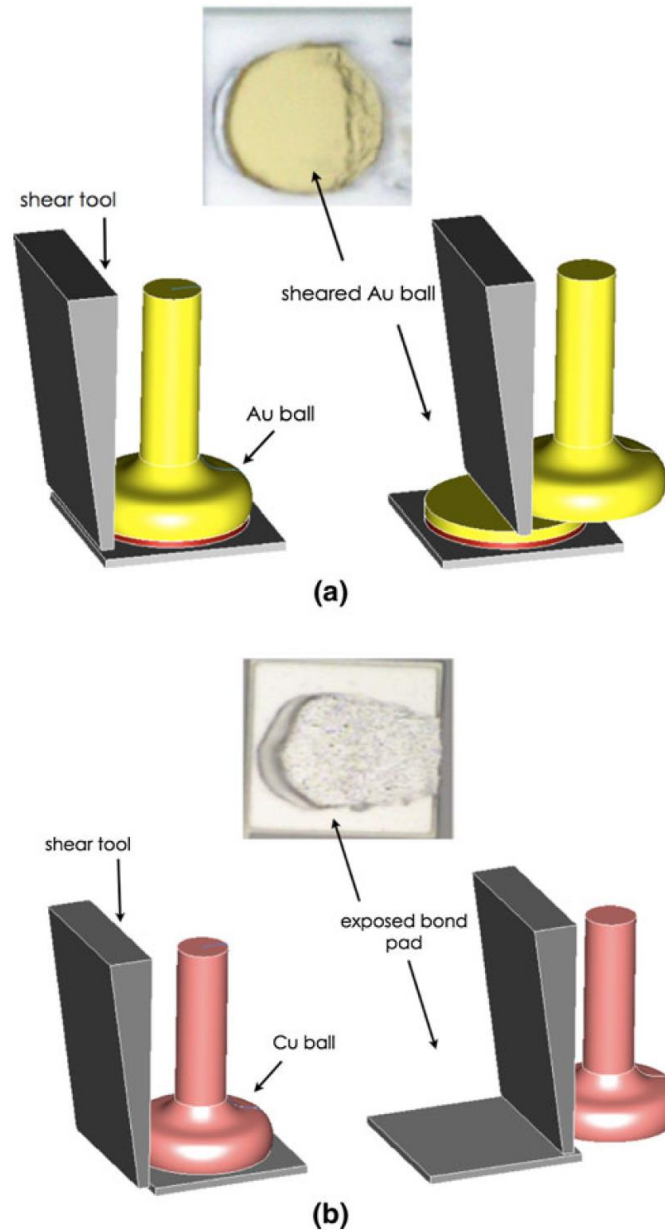 shear tool
sheared Au ball
Au ball
(a)
shear tool
exposed bond
pad
Cu ball
(b)